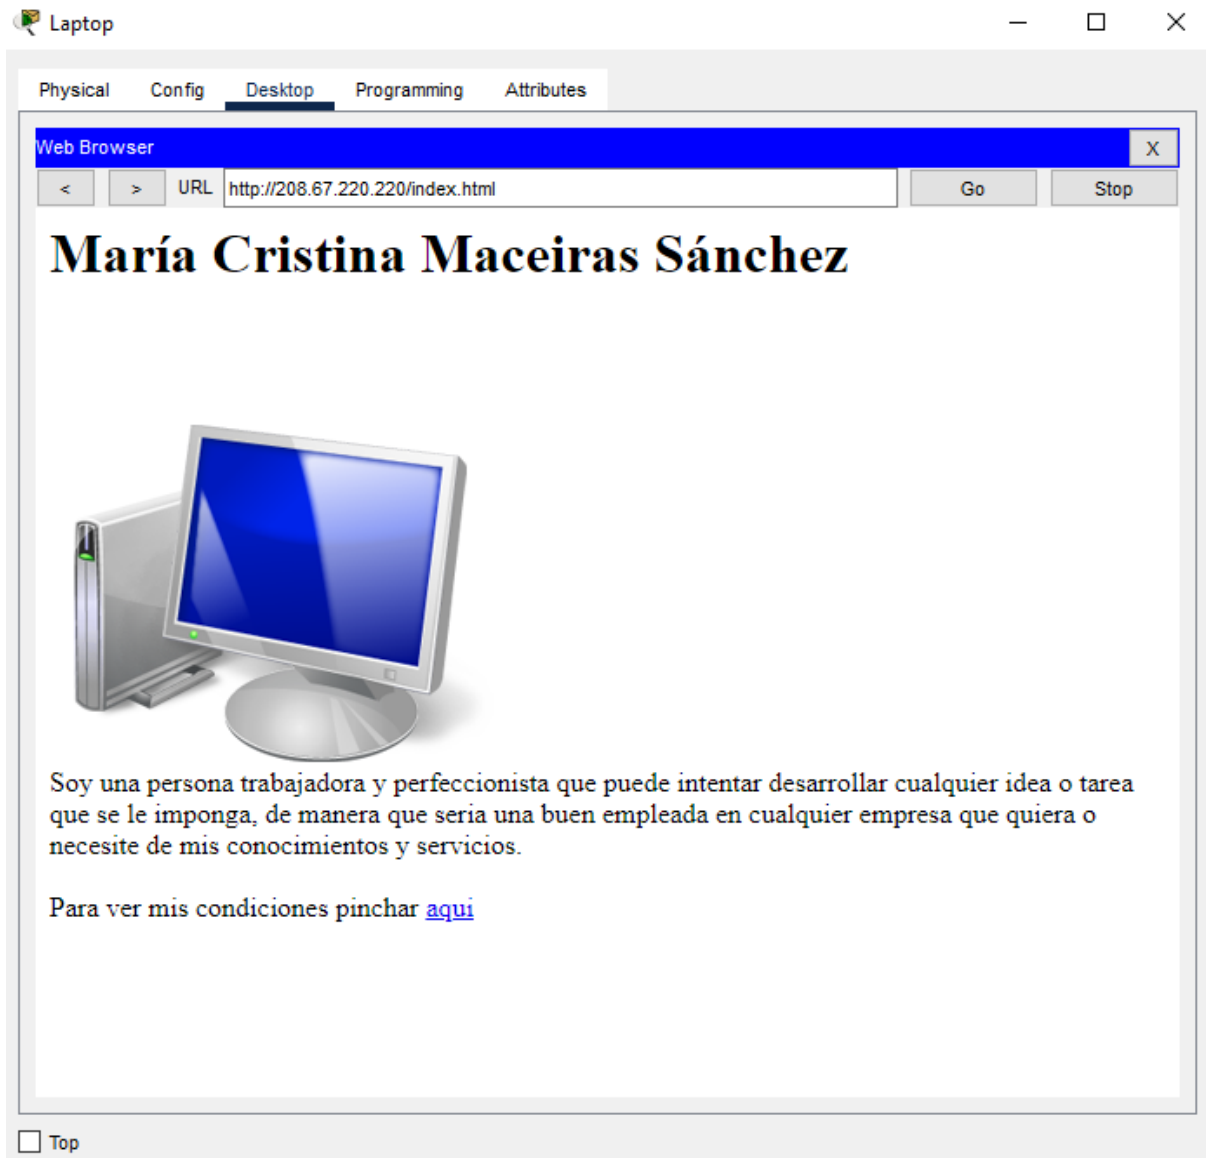 Laptop
Physical Config Desktop Programming Attributes
Web Browser X
< > URL http://208.67.220.220/index.html Go Stop
María Cristina Maceiras Sánchez
Soy una persona trabajadora y perfeccionista que puede intentar desarrollar cualquier idea o tarea
que se le imponga, de manera que seria una buen empleada en cualquier empresa que quiera o
necesite de mis conocimientos y servicios.
Para ver mis condiciones pinchar aqui
Top